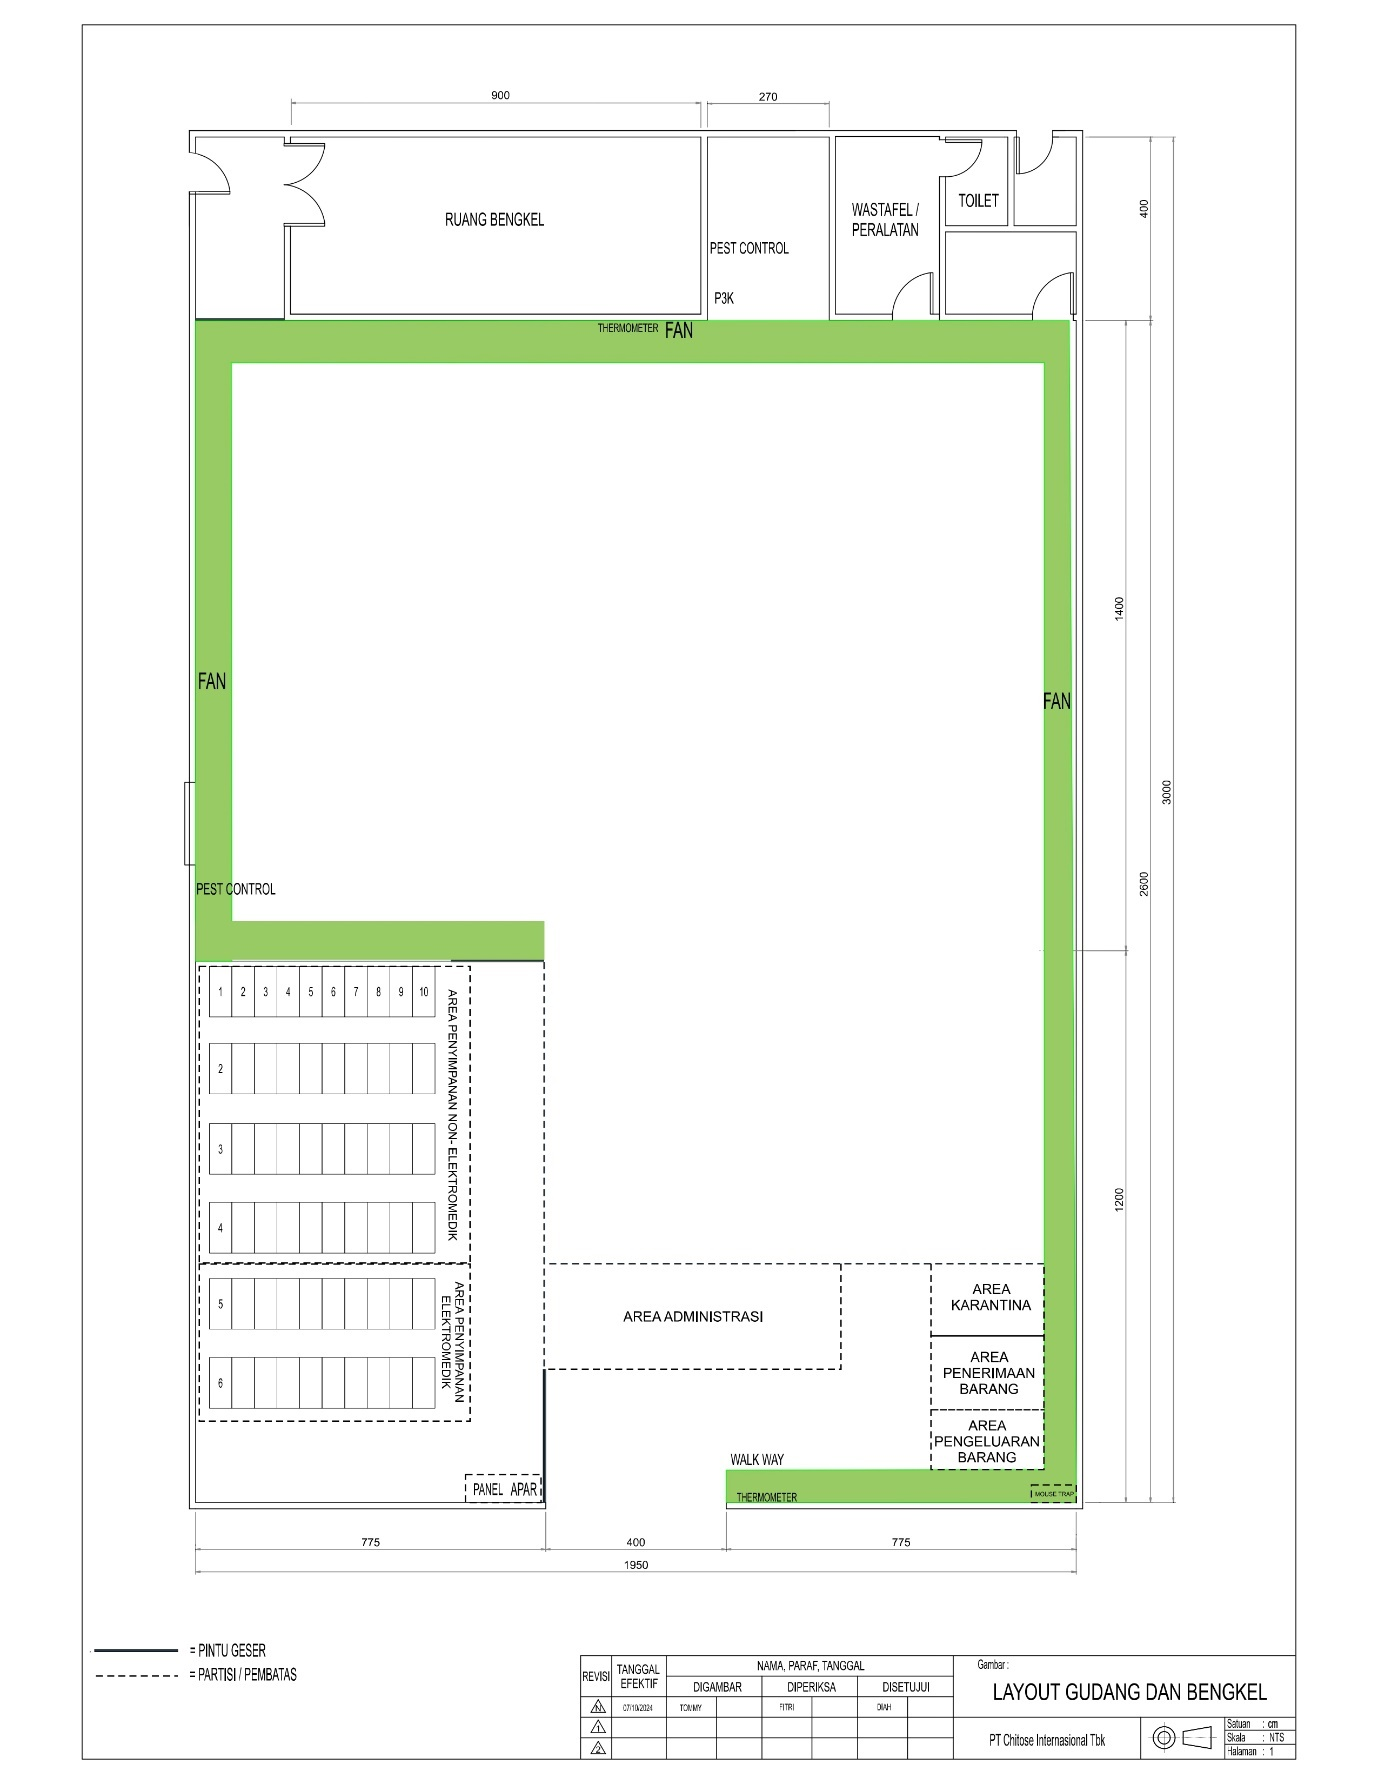 900
270
RUANG BENGKEL
PEST CONTROL
P3K
WASTAFEL /
PERALATAN
TOILET
400
THERMOMETER
FAN
1400
FAN
FAN
3000
2600
PEST CONTROL
1 2 3 4 5 6 7 8 9 10
2
3
4
AREA PENYIMPANAN NON- ELEKTROMEDIK
5
6
AREA PENYIMPANAN
ELEKTROMEDIK
1200
AREA ADMINISTRASI
AREA
KARANTINA
AREA
PENERIMAAN
BARANG
AREA
PENGELUARAN
BARANG
WALK WAY
PANEL APAR
THERMOMETER
MOUSE TRAP
775
400
775
1950
= PINTU GESER
= PARTISI / PEMBATAS
REVISI
TANGGAL
EFEKTIF
NAMA, PARAF, TANGGAL
DIGAMBAR
DIPERIKSA
DISETUJUI
N
07/10/2024
TOMMY
FITRI
DIAH
1
2
Gambar :
LAYOUT GUDANG DAN BENGKEL
PT Chitose Internasional Tbk
Satuan : cm
Skala : NTS
Halaman : 1